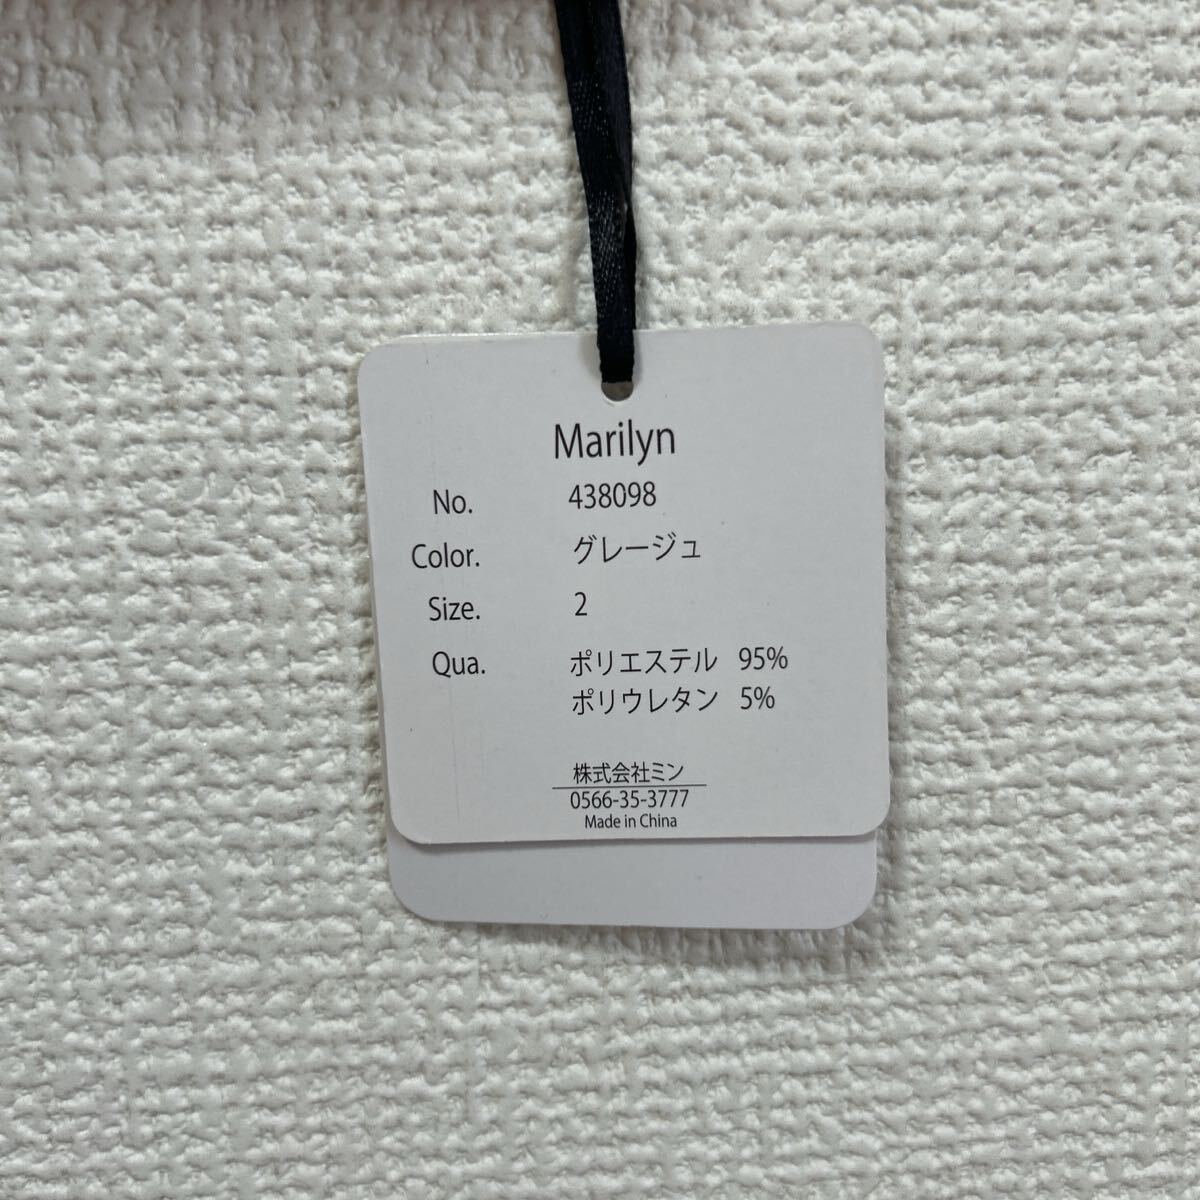 Marilyn
No. 438098
Color. グレージュ
Size. 2
Qua. ポリエステル 95%
ポリウレタン 5%
株式会社ミン
0566-35-3777
Made in China